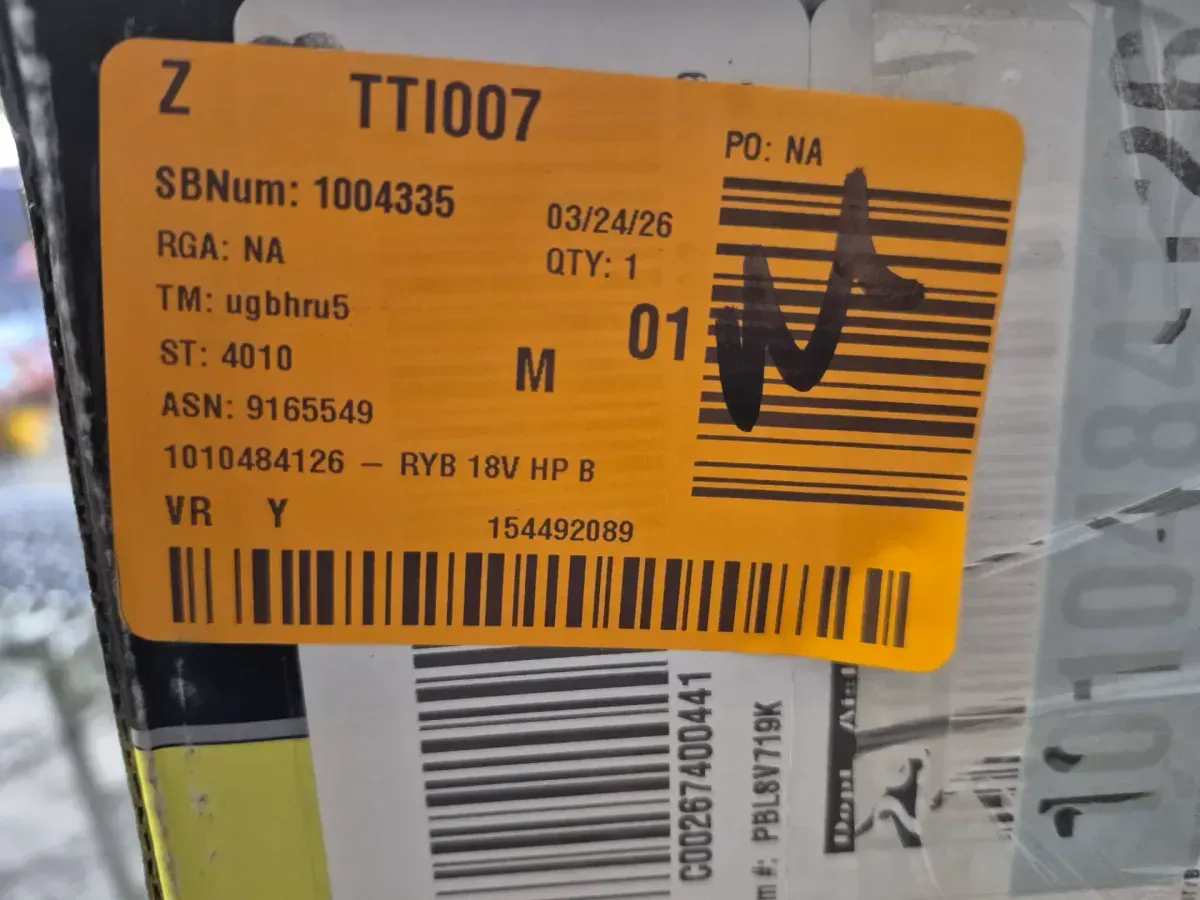 Z TTI007
PO: NA
SBNum: 1004335
03/24/26
RGA: NA
QTY: 1
TM: ugbhru5
01
ST: 4010
M
ASN: 9165549
1010484126 – RYB 18V HP B
VR Y
154492089
C00267400441
m #: PBL8V719K
Dept